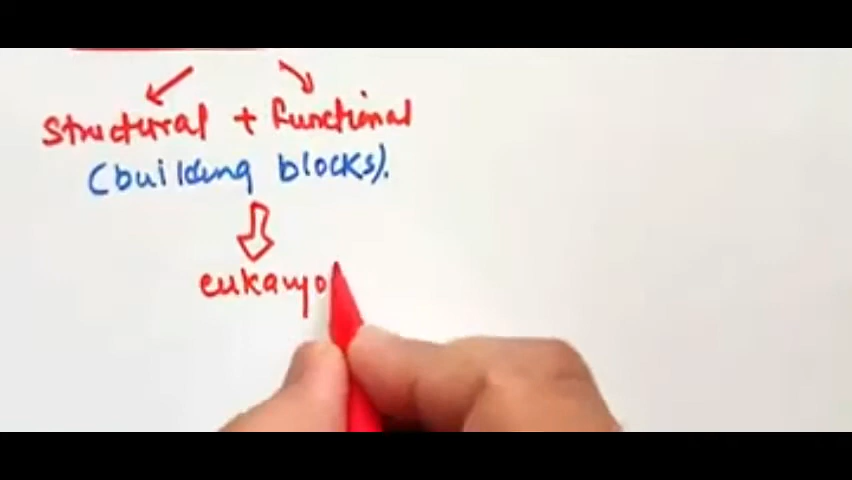 Structural + functional
(building blocks).
eukaryo